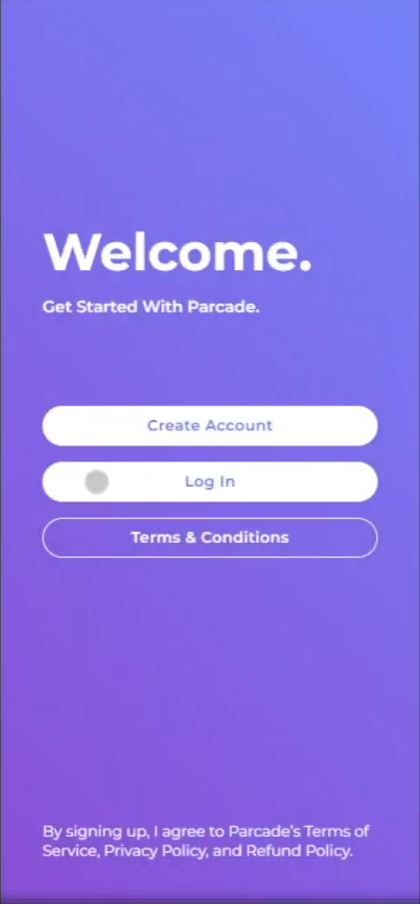 Welcome.
Get Started With Parcade.
Create Account
Log In
Terms & Conditions
By signing up, I agree to Parcade's Terms of
Service, Privacy Policy, and Refund Policy.